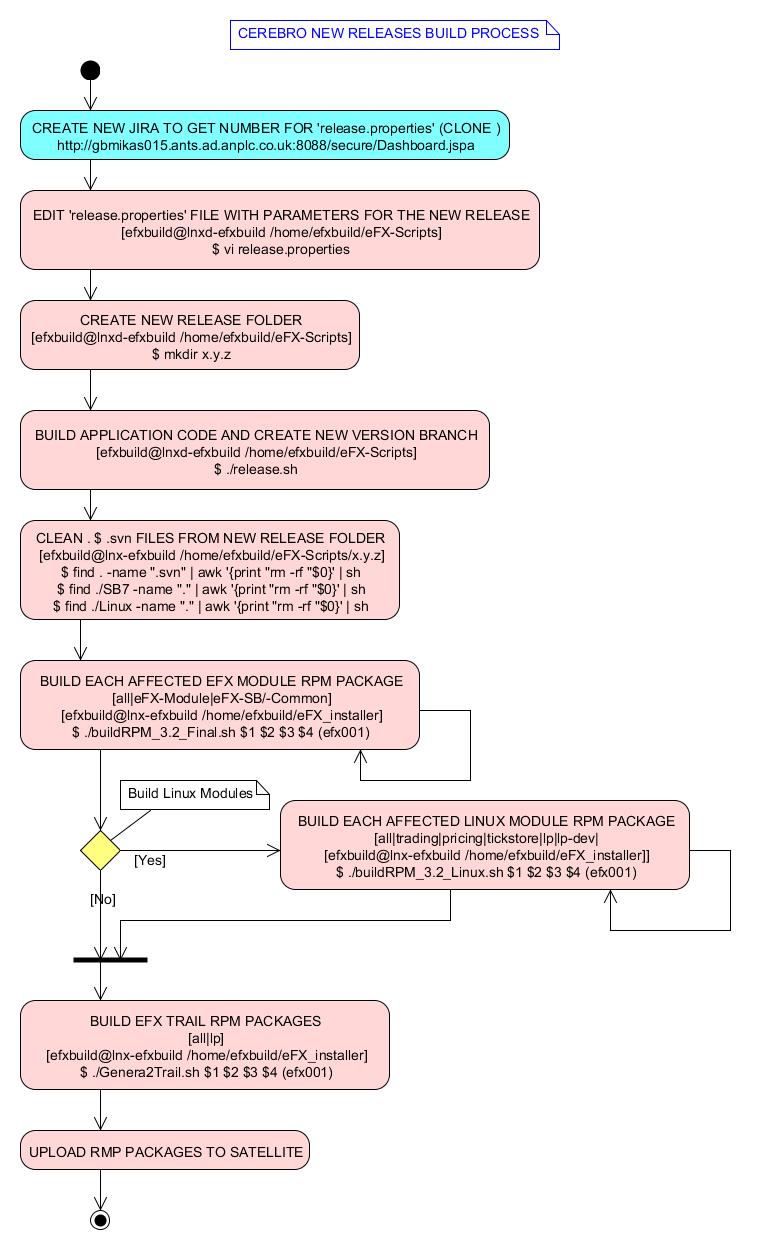 CEREBRO NEW RELEASES BUILD PROCESS
CREATE NEW JIRA TO GET NUMBER FOR 'release.properties' (CLONE )
http://gbmikas015.ants.ad.anplc.co.uk:8088/secure/Dashboard.jspa
EDIT 'release.properties' FILE WITH PARAMETERS FOR THE NEW RELEASE
[efxbuild@lnxd-efxbuild /home/efxbuild/eFX-Scripts]
$ vi release.properties
CREATE NEW RELEASE FOLDER
[efxbuild@lnxd-efxbuild /home/efxbuild/eFX-Scripts]
$ mkdir x.y.z
BUILD APPLICATION CODE AND CREATE NEW VERSION BRANCH
[efxbuild@lnxd-efxbuild /home/efxbuild/eFX-Scripts]
$ ./release.sh
CLEAN . $ .svn FILES FROM NEW RELEASE FOLDER
[efxbuild@lnx-efxbuild /home/efxbuild/eFX-Scripts/x.y.z]
$ find . -name ".svn" | awk '{print "rm -rf "$0}' | sh
$ find ./SB7 -name "." | awk '{print "rm -rf "$0}' | sh
$ find ./Linux -name "." | awk '{print "rm -rf "$0}' | sh
BUILD EACH AFFECTED EFX MODULE RPM PACKAGE
[all|eFX-Module|eFX-SB/-Common]
[efxbuild@lnx-efxbuild /home/efxbuild/eFX_installer]
$ ./buildRPM_3.2_Final.sh $1 $2 $3 $4 (efx001)
Build Linux Modules
BUILD EACH AFFECTED LINUX MODULE RPM PACKAGE
[all|trading|pricing|tickstore|lp|lp-dev|
[efxbuild@lnx-efxbuild /home/efxbuild/eFX_installer]]
$ ./buildRPM_3.2_Linux.sh $1 $2 $3 $4 (efx001)
[Yes]
[No]
BUILD EFX TRAIL RPM PACKAGES
[all|lp]
[efxbuild@lnx-efxbuild /home/efxbuild/eFX_installer]
$ ./Genera2Trail.sh $1 $2 $3 $4 (efx001)
UPLOAD RMP PACKAGES TO SATELLITE